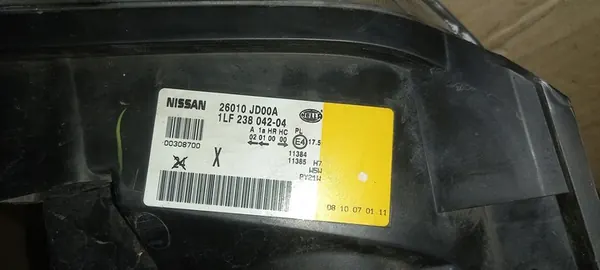 NISSAN 26010 JD00A
1LF 238 042-04 HELLA
A 1a HR HC PL
02 01 00 00 E4 17.5
00308700
11384
11385 H7
W5W
X PY21W
08 10 07 01 11